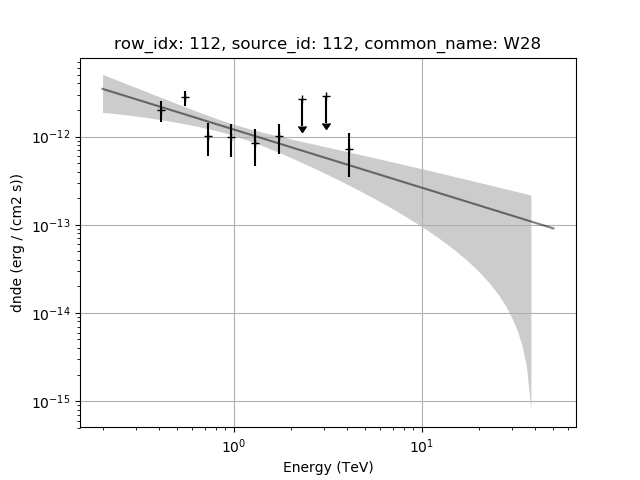 row_idx: 112, source_id: 112, common_name: W28
dnde (erg / (cm2 s))
10⁻¹²
10⁻¹³
10⁻¹⁴
10⁻¹⁵
10⁰ 10¹
Energy (TeV)